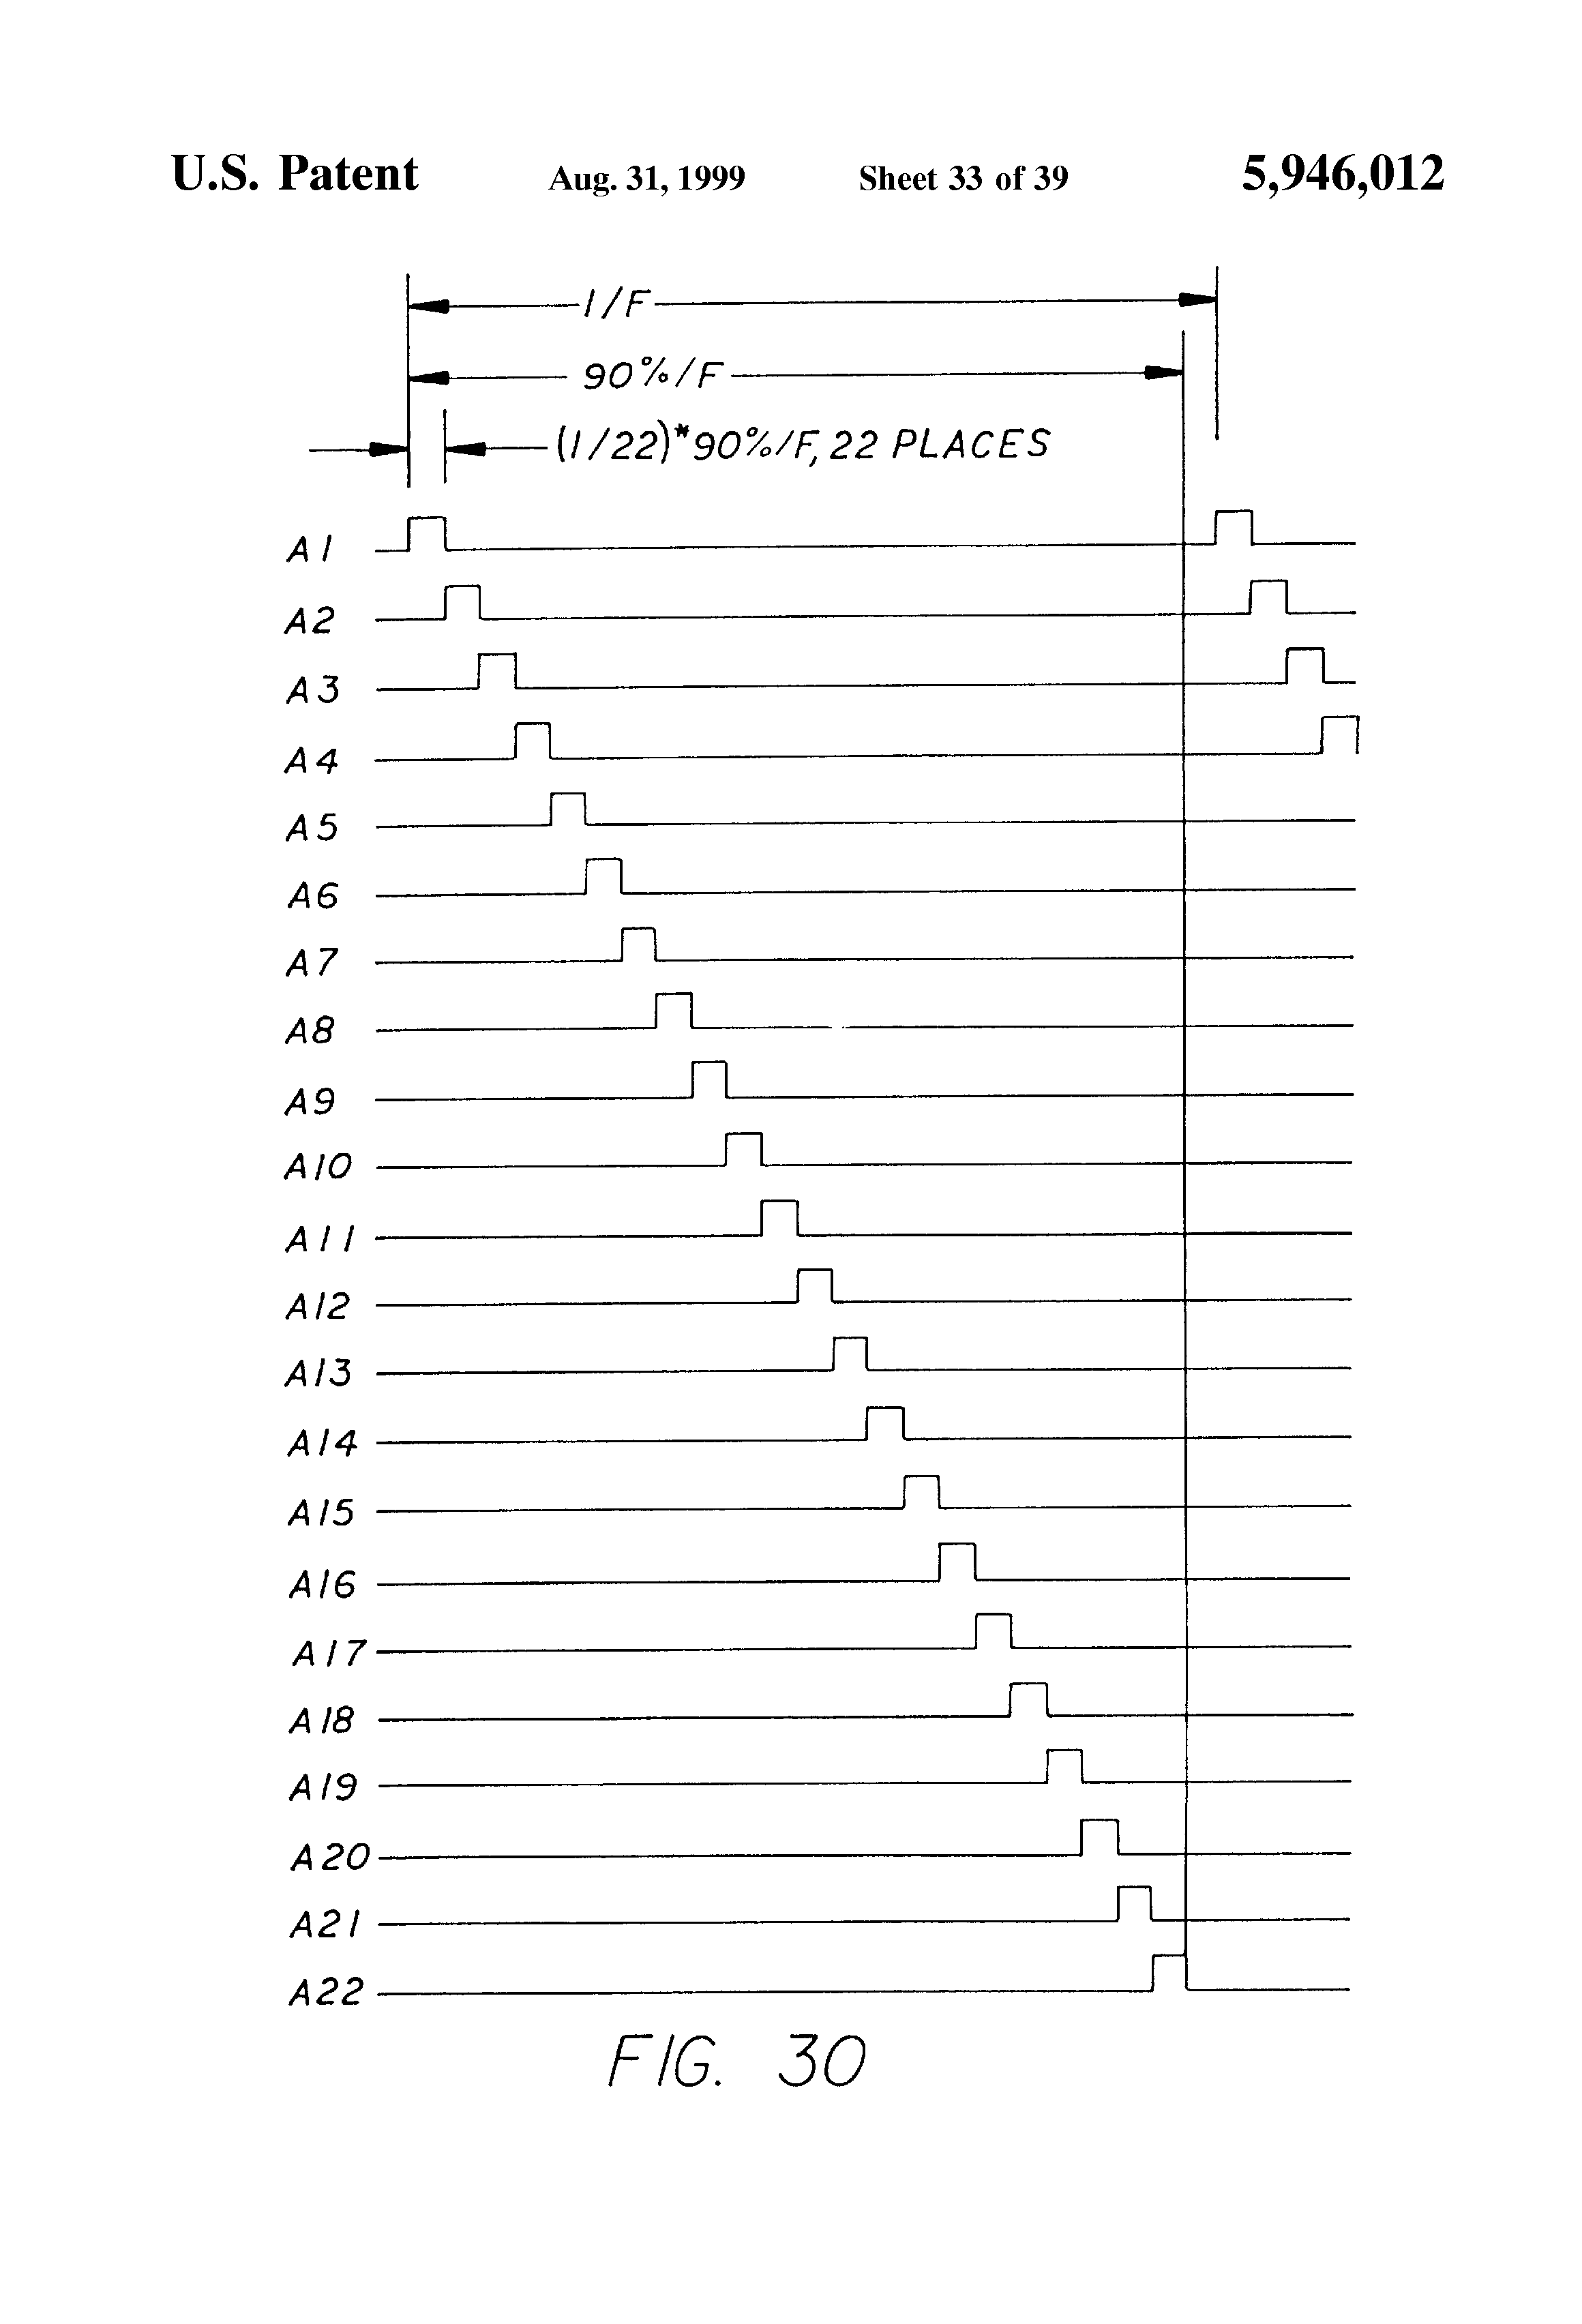 U.S. Patent Aug. 31, 1999 Sheet 33 of 39 5,946,012
1/F
90%/F
(1/22)*90%/F, 22 PLACES
A1
A2
A3
A4
A5
A6
A7
A8
A9
A10
A11
A12
A13
A14
A15
A16
A17
A18
A19
A20
A21
A22
FIG. 30